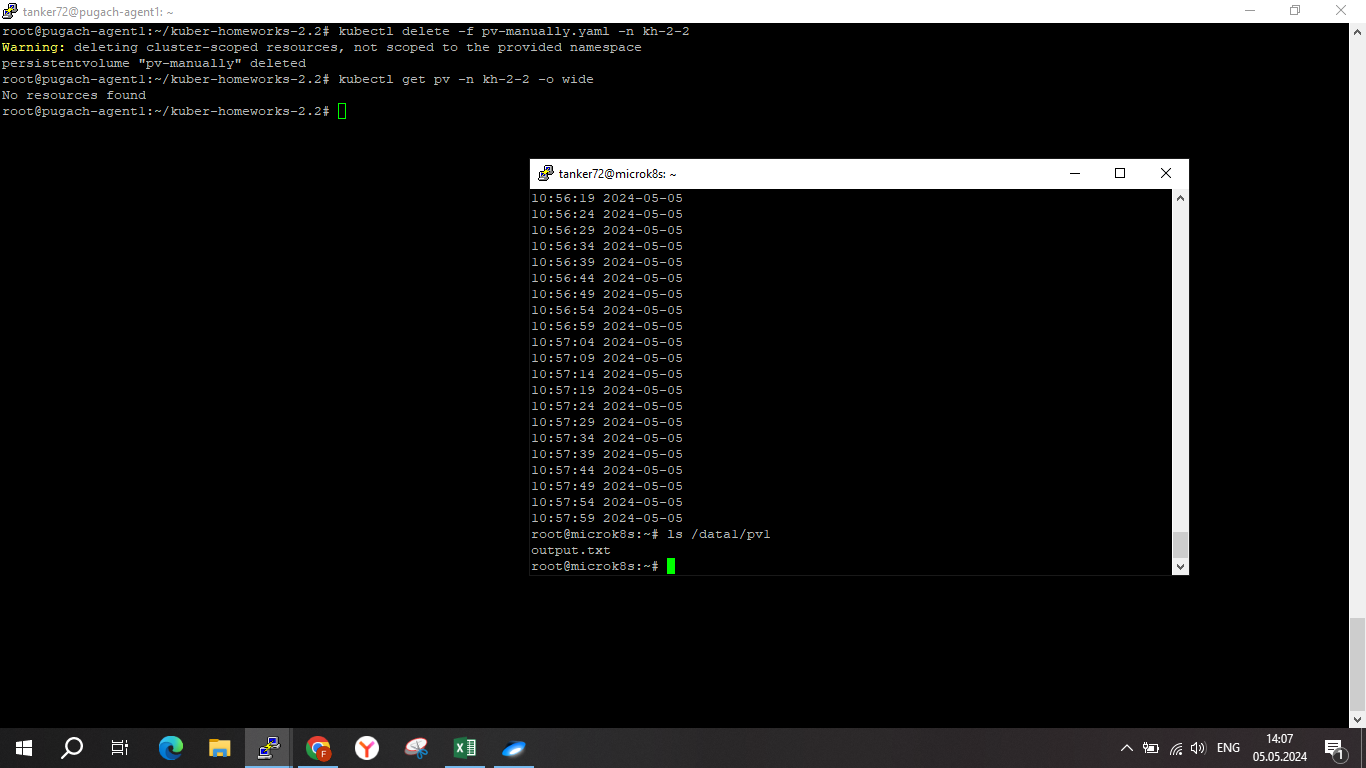 tanker72@pugach-agent1: ~
root@pugach-agent1:~/kuber-homeworks-2.2# kubectl delete -f pv-manually.yaml -n kh-2-2
Warning: deleting cluster-scoped resources, not scoped to the provided namespace
persistentvolume "pv-manually" deleted
root@pugach-agent1:~/kuber-homeworks-2.2# kubectl get pv -n kh-2-2 -o wide
No resources found
root@pugach-agent1:~/kuber-homeworks-2.2#
tanker72@microk8s: ~
10:56:19 2024-05-05
10:56:24 2024-05-05
10:56:29 2024-05-05
10:56:34 2024-05-05
10:56:39 2024-05-05
10:56:44 2024-05-05
10:56:49 2024-05-05
10:56:54 2024-05-05
10:56:59 2024-05-05
10:57:04 2024-05-05
10:57:09 2024-05-05
10:57:14 2024-05-05
10:57:19 2024-05-05
10:57:24 2024-05-05
10:57:29 2024-05-05
10:57:34 2024-05-05
10:57:39 2024-05-05
10:57:44 2024-05-05
10:57:49 2024-05-05
10:57:54 2024-05-05
10:57:59 2024-05-05
root@microk8s:~# ls /data1/pv1
output.txt
root@microk8s:~#
ENG
14:07
05.05.2024
1